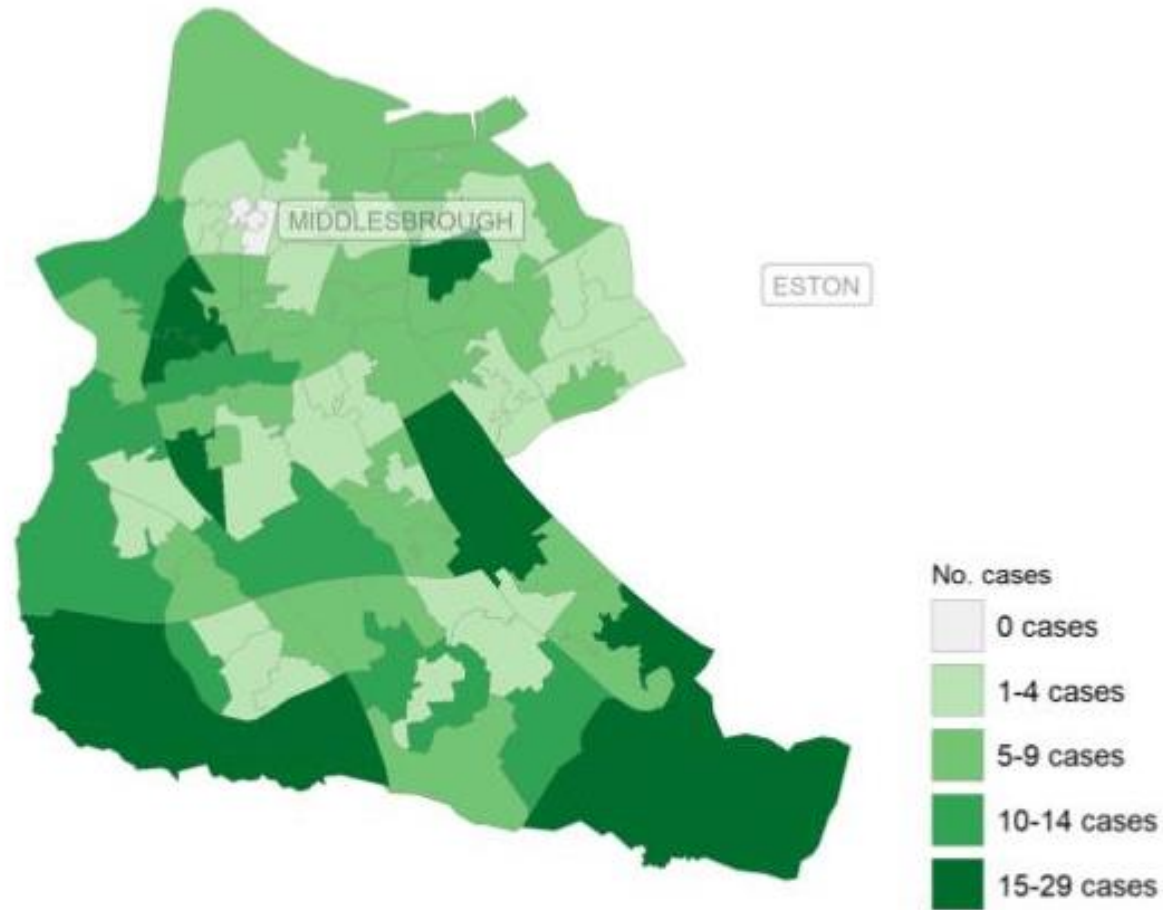 MIDDLESBROUGH
ESTON
No. cases
0 cases
1-4 cases
5-9 cases
10-14 cases
15-29 cases